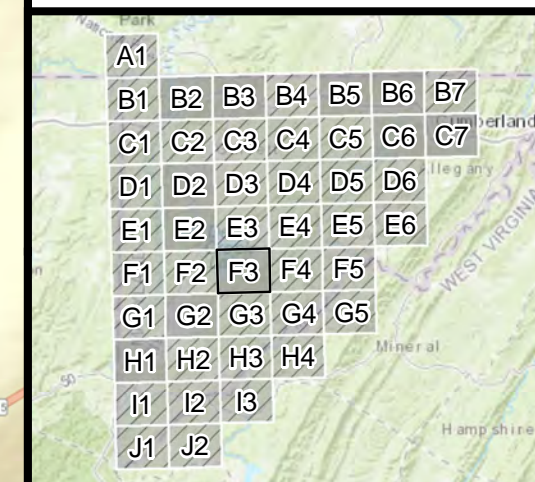 Park
A1
B1 B2 B3 B4 B5 B6 B7
C1 C2 C3 C4 C5 C6 C7
D1 D2 D3 D4 D5 D6
E1 E2 E3 E4 E5 E6
F1 F2 F3 F4 F5
G1 G2 G3 G4 G5
H1 H2 H3 H4
I1 I2 I3
J1 J2
WEST VIRGINIA
Mineral
50
Hampshire